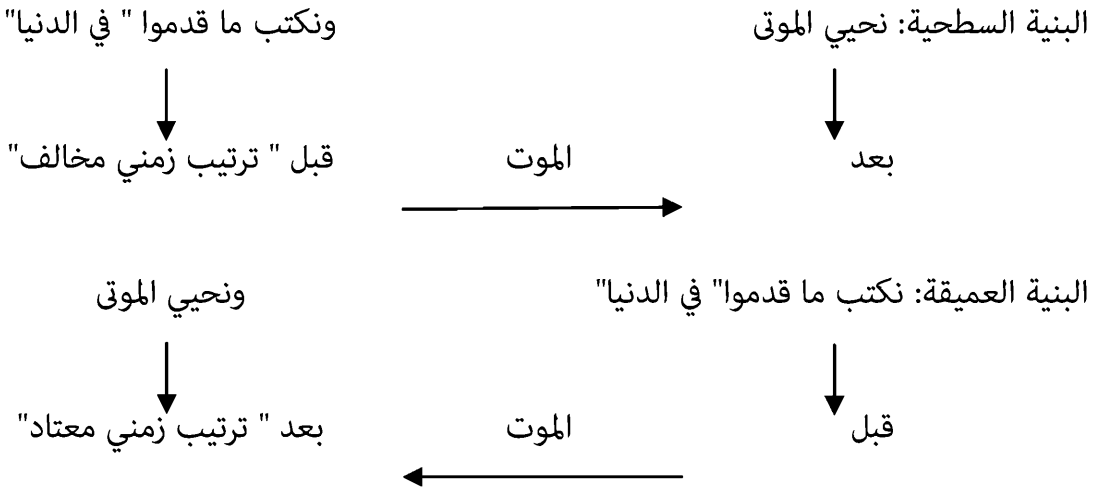 البنية السطحية: نحيي الموتى ونكتب ما قدموا " في الدنيا"
بعد الموت قبل " ترتيب زمني مخالف"
البنية العميقة: نكتب ما قدموا" في الدنيا" ونحيي الموتى
قبل الموت بعد " ترتيب زمني معتاد"